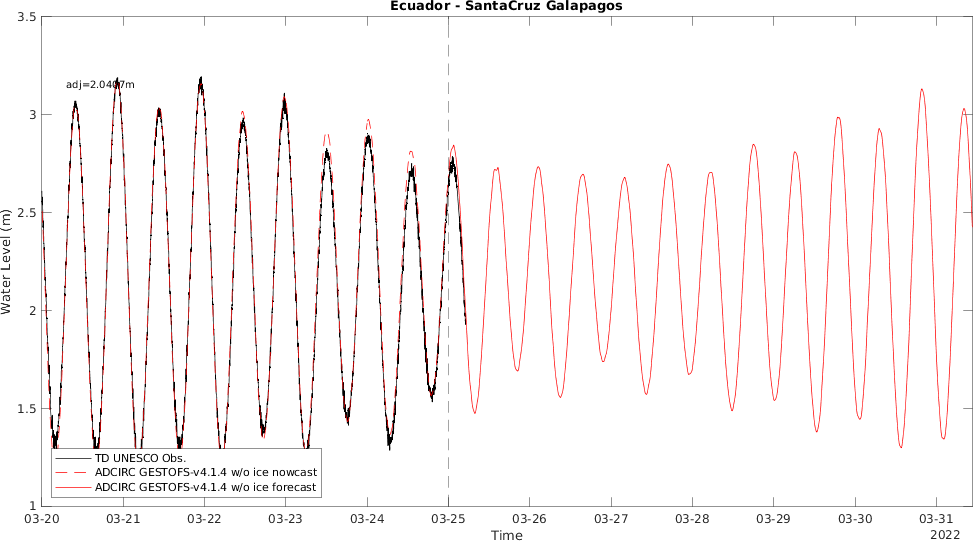 Ecuador - SantaCruz Galapagos
3.5
adj=2.0407m
3
2.5
Water Level (m)
2
1.5
TD UNESCO Obs.
ADCIRC GESTOFS-v4.1.4 w/o ice nowcast
ADCIRC GESTOFS-v4.1.4 w/o ice forecast
1
03-20 03-21 03-22 03-23 03-24 03-25 03-26 03-27 03-28 03-29 03-30 03-31
Time 2022